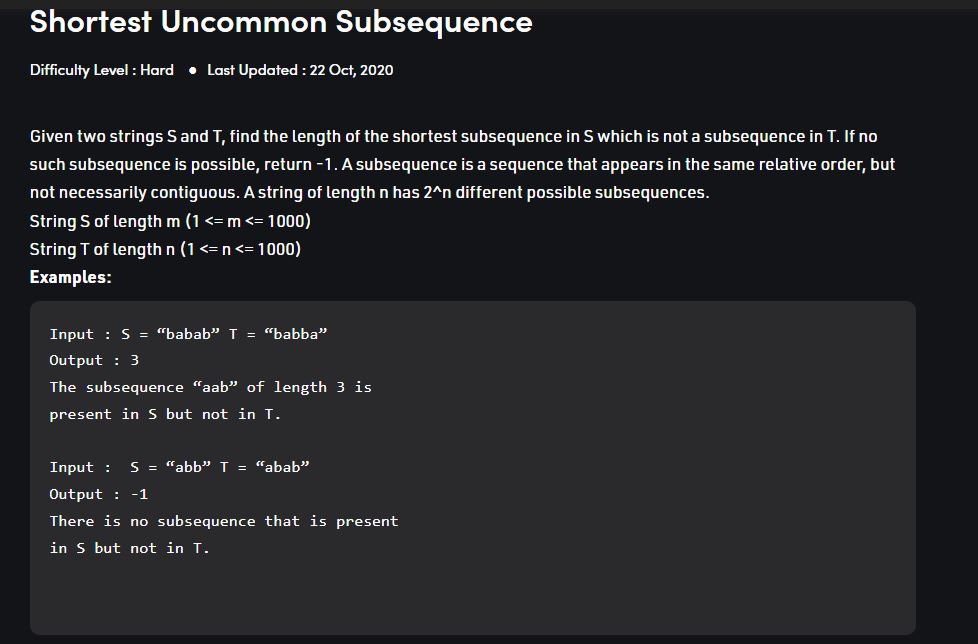 Shortest Uncommon Subsequence
Difficulty Level : Hard ● Last Updated : 22 Oct, 2020
Given two strings S and T, find the length of the shortest subsequence in S which is not a subsequence in T. If no
such subsequence is possible, return -1. A subsequence is a sequence that appears in the same relative order, but
not necessarily contiguous. A string of length n has 2^n different possible subsequences.
String S of length m (1 <= m <= 1000)
String T of length n (1 <= n <= 1000)
Examples:
Input : S = “babab” T = “babba”
Output : 3
The subsequence “aab” of length 3 is
present in S but not in T.
Input :  S = “abb” T = “abab”
Output : -1
There is no subsequence that is present
in S but not in T.